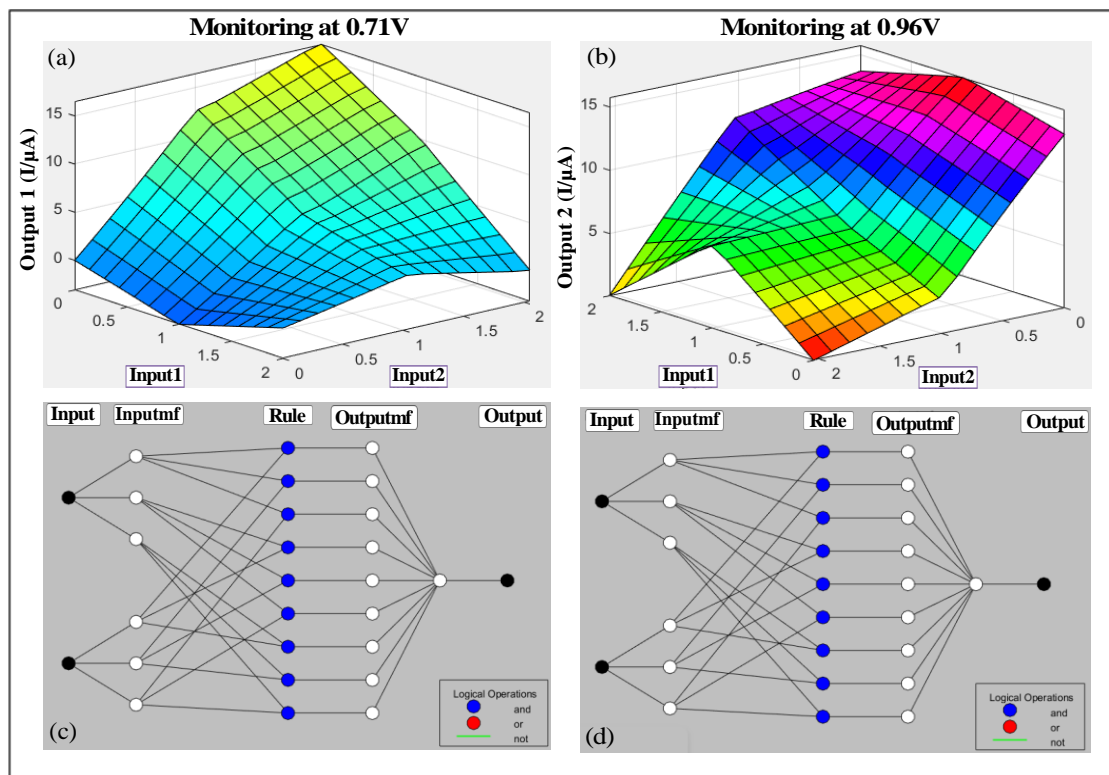 Monitoring at 0.71V
Monitoring at 0.96V
(a)
15
10
5
0
Output 1 (I/μA)
0
0.5
1
1.5
2
Input1
0
0.5
1
1.5
2
Input2
(b)
15
10
5
Output 2 (I/μA)
2
1.5
1
0.5
0
Input1
2
1.5
1
0.5
0
Input2
Input
Inputmf
Rule
Outputmf
Output
Logical Operations
and
or
not
(c)
Input
Inputmf
Rule
Outputmf
Output
Logical Operations
and
or
not
(d)